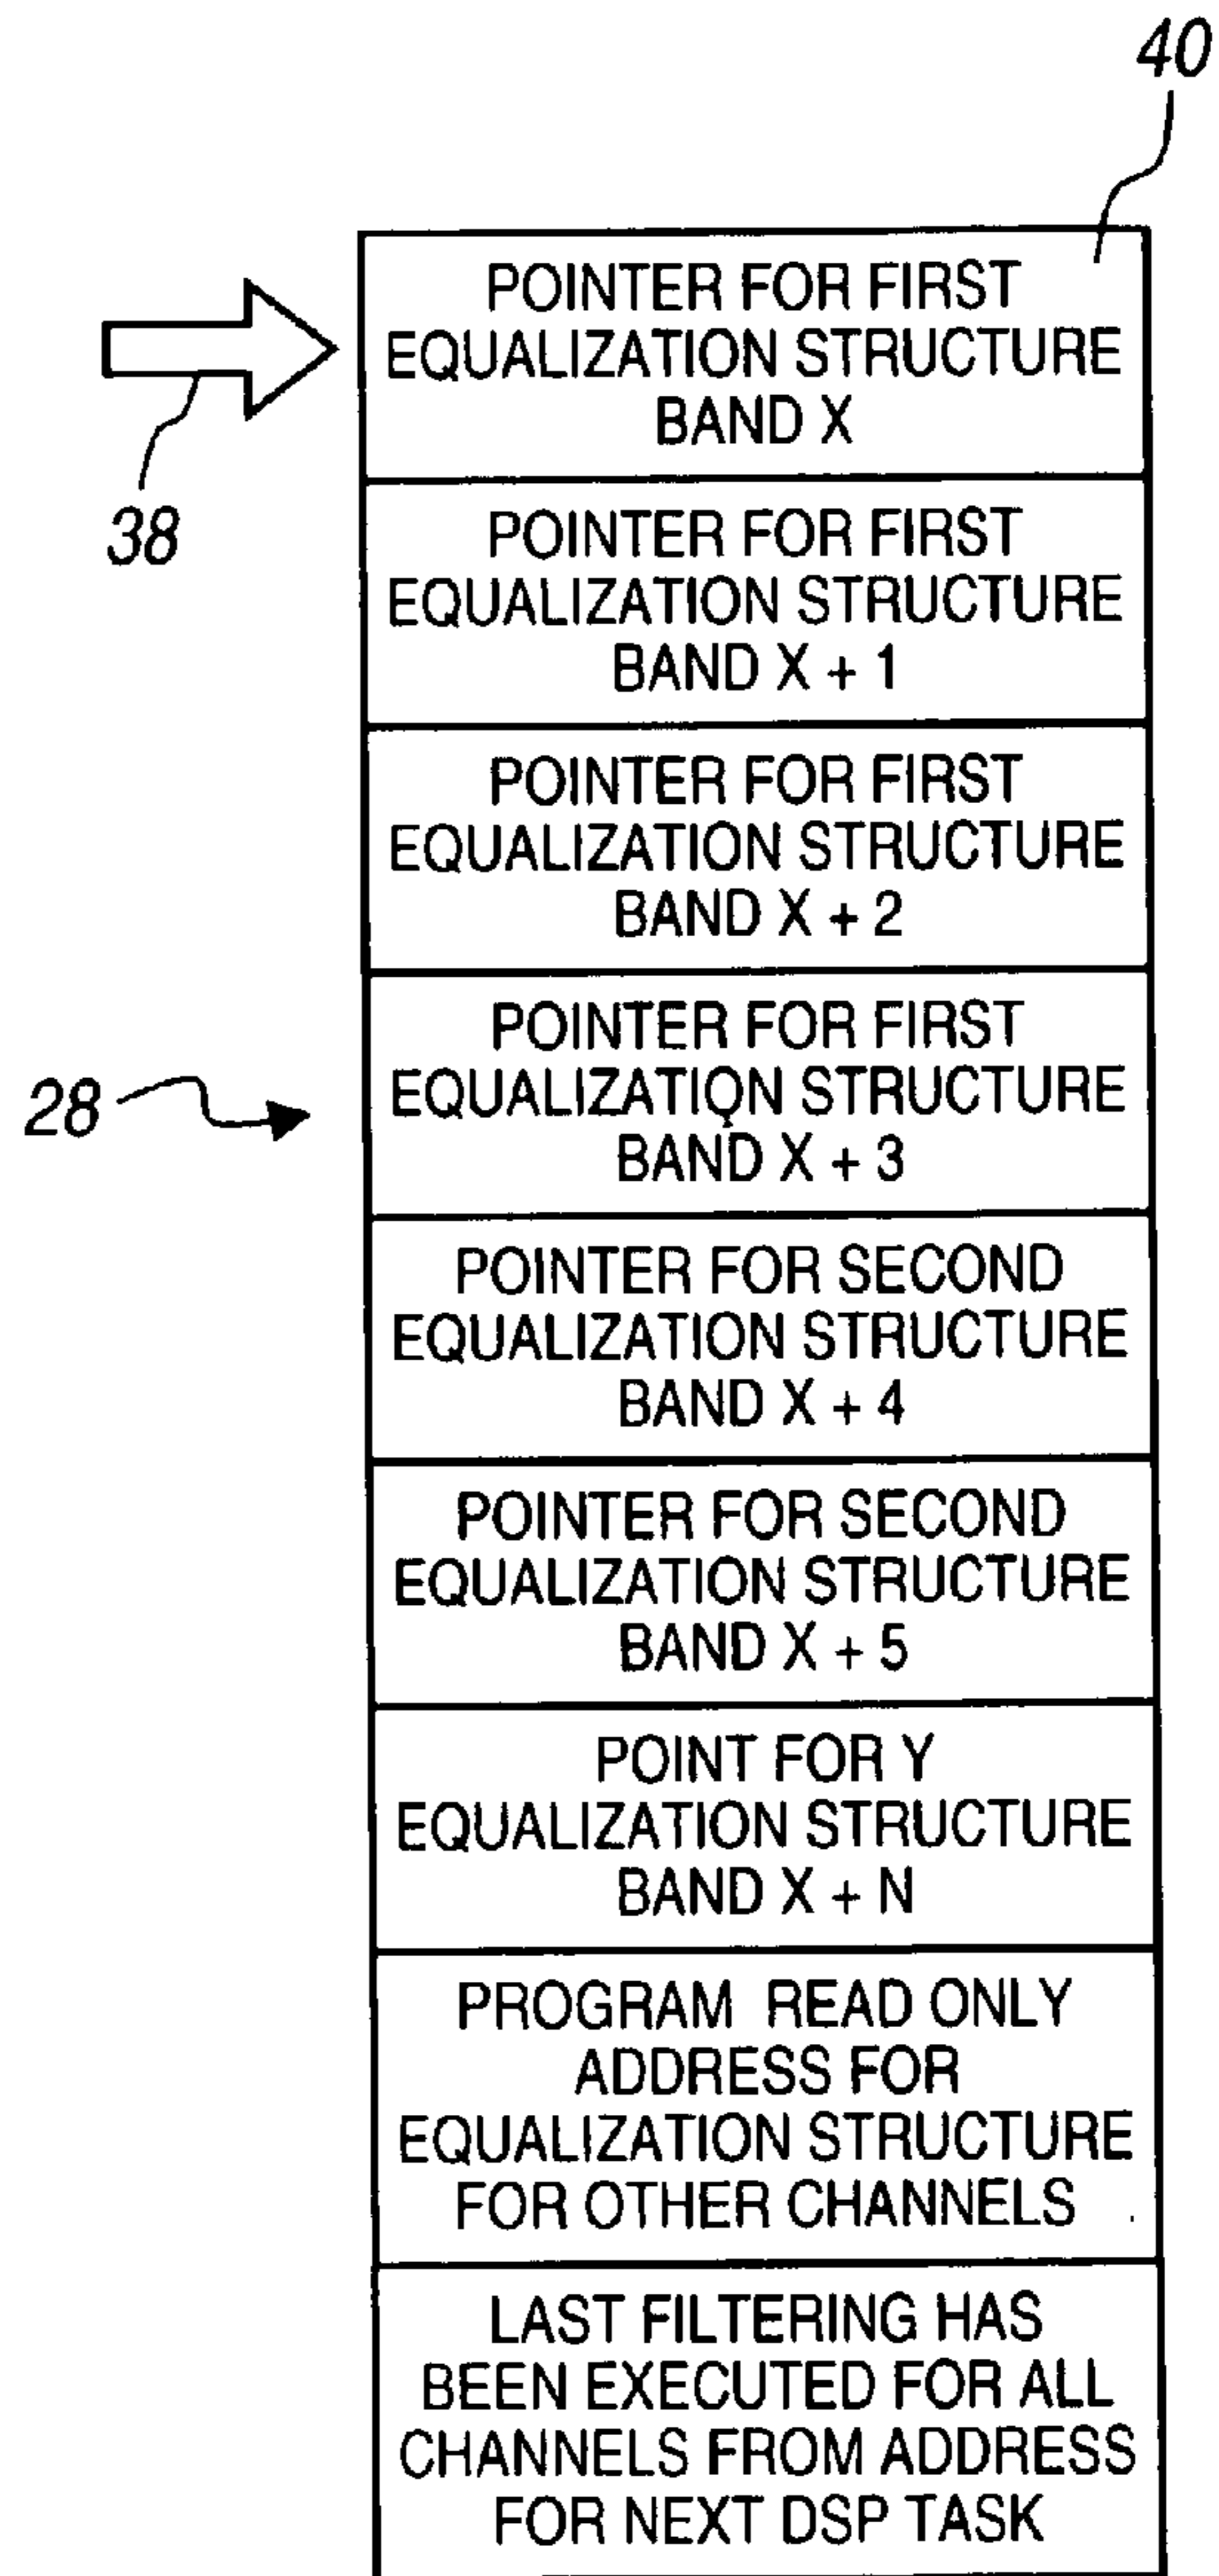 40
POINTER FOR FIRST
EQUALIZATION STRUCTURE
BAND X
38
POINTER FOR FIRST
EQUALIZATION STRUCTURE
BAND X + 1
POINTER FOR FIRST
EQUALIZATION STRUCTURE
BAND X + 2
28
POINTER FOR FIRST
EQUALIZATION STRUCTURE
BAND X + 3
POINTER FOR SECOND
EQUALIZATION STRUCTURE
BAND X + 4
POINTER FOR SECOND
EQUALIZATION STRUCTURE
BAND X + 5
POINT FOR Y
EQUALIZATION STRUCTURE
BAND X + N
PROGRAM READ ONLY
ADDRESS FOR
EQUALIZATION STRUCTURE
FOR OTHER CHANNELS
LAST FILTERING HAS
BEEN EXECUTED FOR ALL
CHANNELS FROM ADDRESS
FOR NEXT DSP TASK